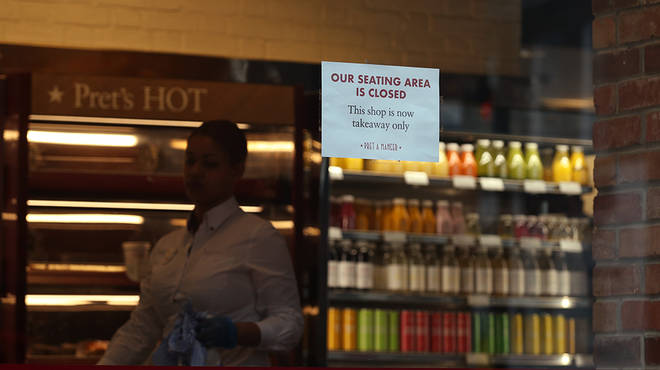 ★ Pret's HOT
OUR SEATING AREA
IS CLOSED
This shop is now
takeaway only
• PRET A MANGER •